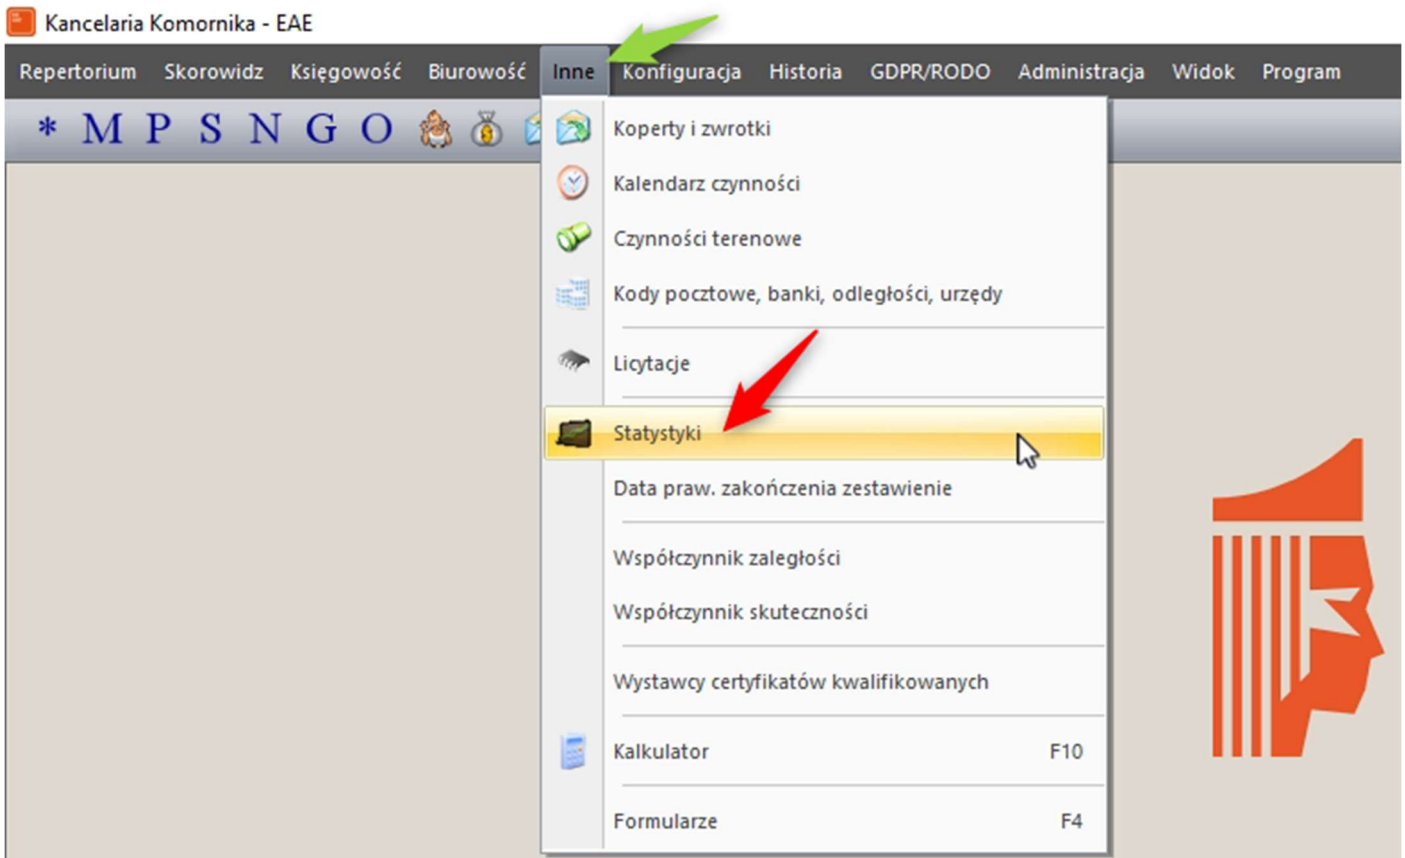 Kancelaria Komornika - EAE
Repertorium Skorowidz Księgowość Biurowość Inne Konfiguracja Historia GDPR/RODO Administracja Widok Program
* M P S N G O
Koperty i zwrotki
Kalendarz czynności
Czynności terenowe
Kody pocztowe, banki, odległości, urzędy
Licytacje
Statystyki
Data praw. zakończenia zestawienie
Współczynnik zaległości
Współczynnik skuteczności
Wystawcy certyfikatów kwalifikowanych
Kalkulator F10
Formularze F4